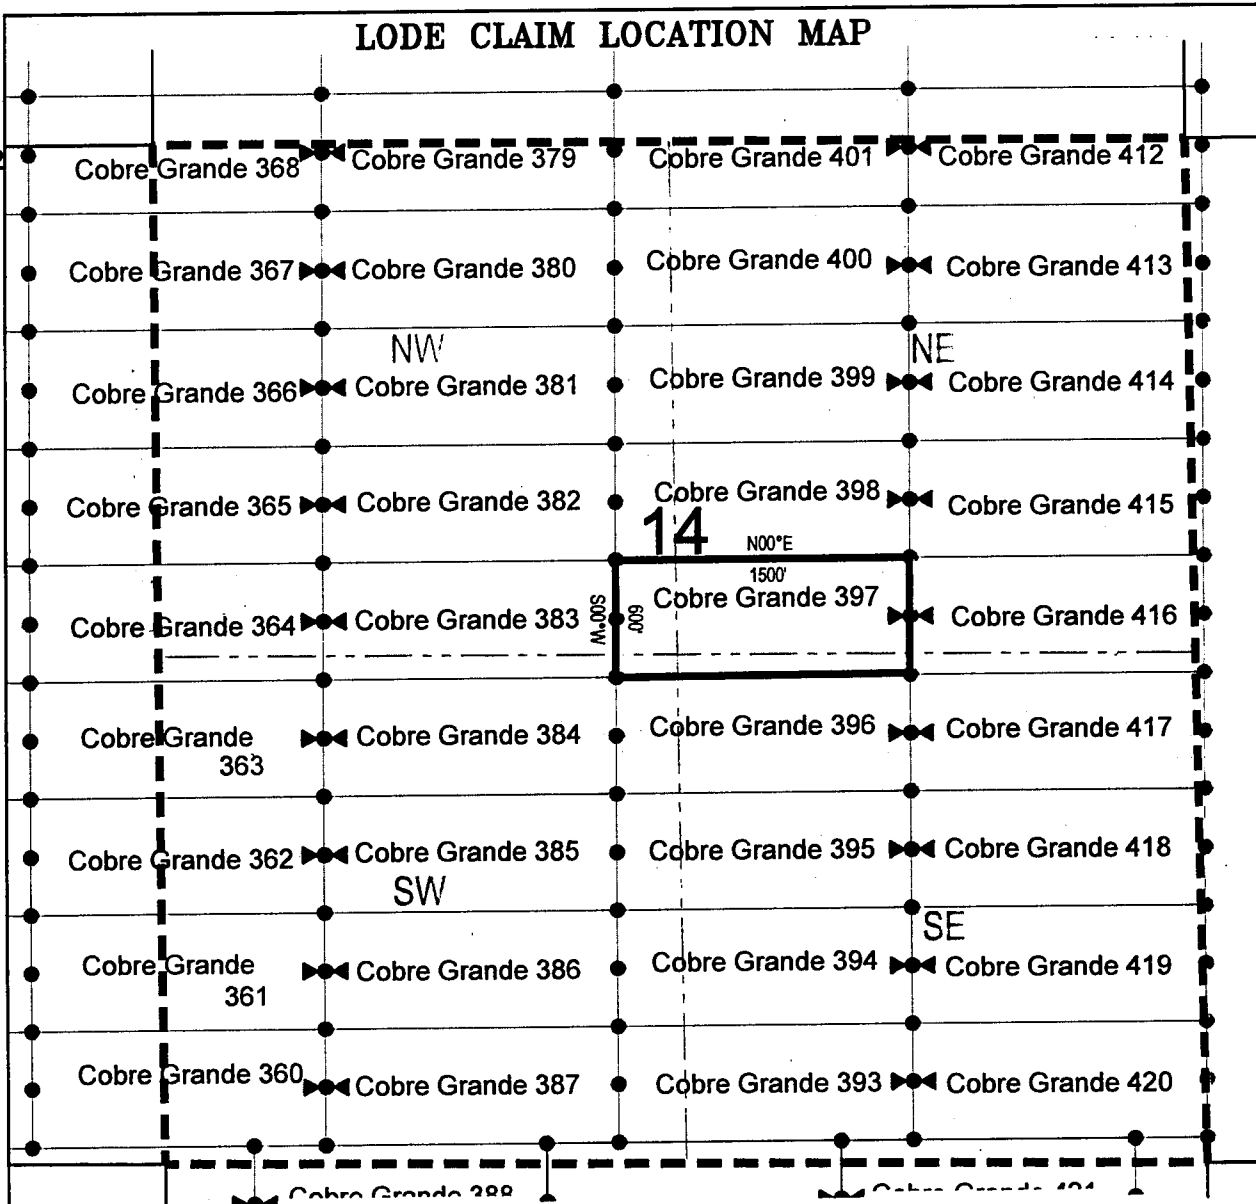 LODE CLAIM LOCATION MAP
2
Cobre Grande 368 Cobre Grande 379 Cobre Grande 401 Cobre Grande 412
Cobre Grande 367 Cobre Grande 380 Cobre Grande 400 Cobre Grande 413
NW NE
Cobre Grande 366 Cobre Grande 381 Cobre Grande 399 Cobre Grande 414
Cobre Grande 365 Cobre Grande 382 Cobre Grande 398 Cobre Grande 415
14 N00°E
1500'
Cobre Grande 364 Cobre Grande 383 S00°W 600' Cobre Grande 397 Cobre Grande 416
Cobre Grande
363
Cobre Grande 384 Cobre Grande 396 Cobre Grande 417
Cobre Grande 362 Cobre Grande 385 Cobre Grande 395 Cobre Grande 418
SW SE
Cobre Grande
361
Cobre Grande 386 Cobre Grande 394 Cobre Grande 419
Cobre Grande 360 Cobre Grande 387 Cobre Grande 393 Cobre Grande 420
Cobre Grande 388 Cobre Grande 421